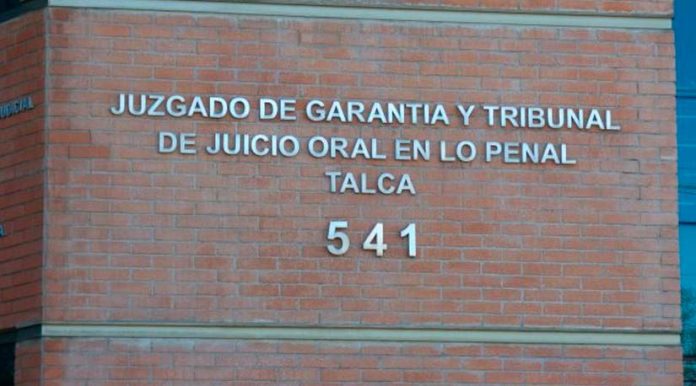 JUZGADO DE GARANTIA Y TRIBUNAL
DE JUICIO ORAL EN LO PENAL
TALCA
541